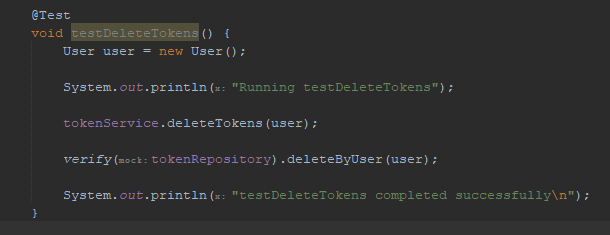 @Test
void testDeleteTokens() {
User user = new User();
System.out.println(x: "Running testDeleteTokens");
tokenService.deleteTokens(user);
verify(mock: tokenRepository).deleteByUser(user);
System.out.println(x: "testDeleteTokens completed successfully\n");
}